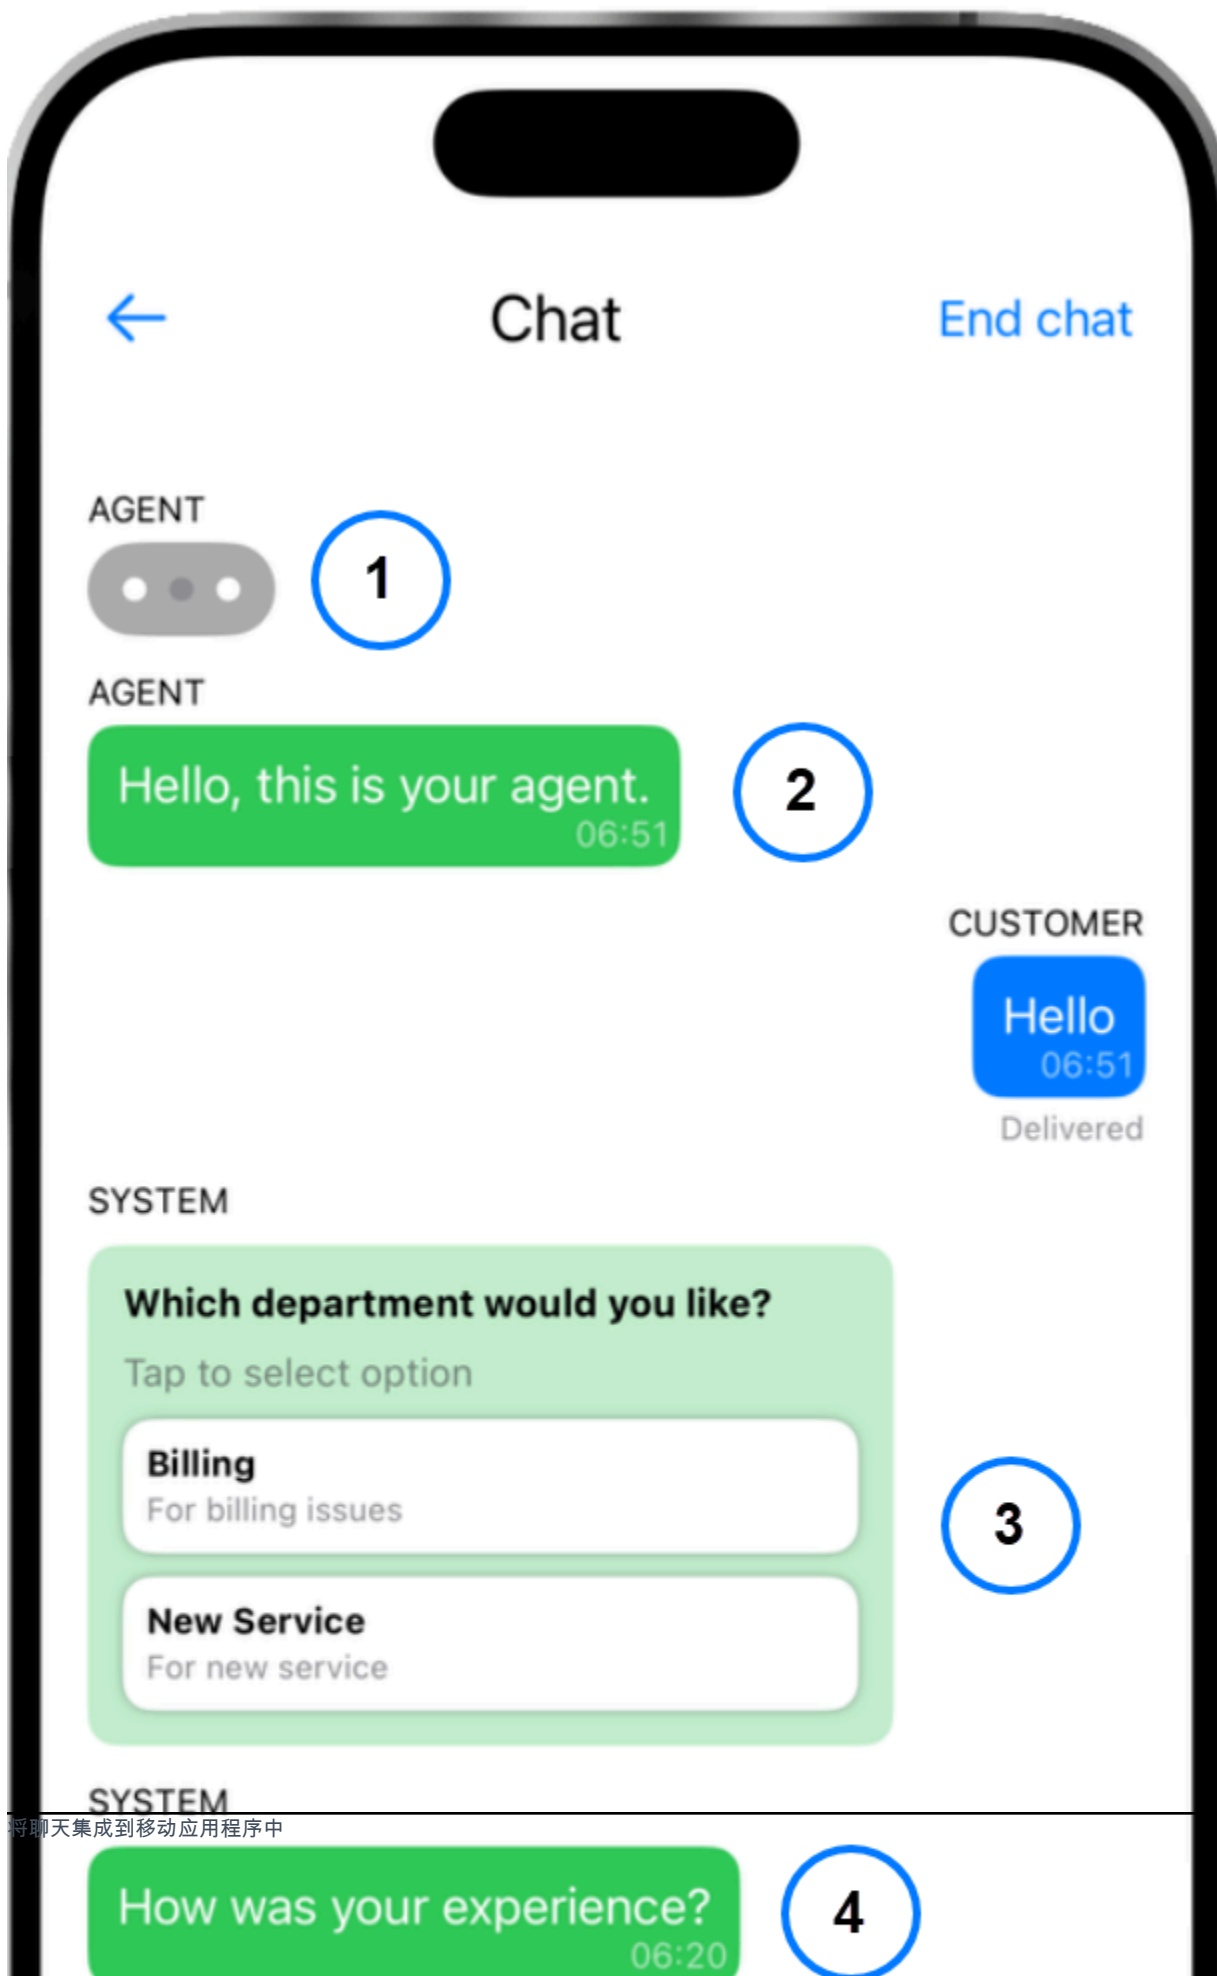 Chat
End chat
AGENT
1
AGENT
Hello, this is your agent.
06:51
2
CUSTOMER
Hello
06:51
Delivered
SYSTEM
Which department would you like?
Tap to select option
Billing
For billing issues
3
New Service
For new service
SYSTEM
将聊天集成到移动应用程序中
How was your experience?
06:20
4